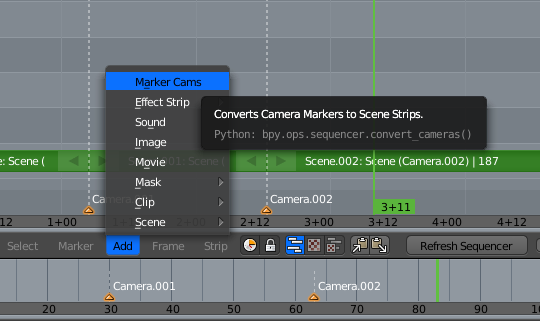 Marker Cams
Effect Strip
Converts Camera Markers to Scene Strips.
Sound
Python: bpy.ops.sequencer.convert_cameras()
Image
e: Scene (
01: Scene (
Movie
Scene.002: Scene (Camera.002) | 187
Mask
Camera
Clip
Camera.002
3+11
12 1+00 Scene 2+12 3+00 3+12 4+00 4+12
Select Marker Add Frame Strip Refresh Sequencer
Camera.001 Camera.002
20 30 40 50 60 70 80 90 10